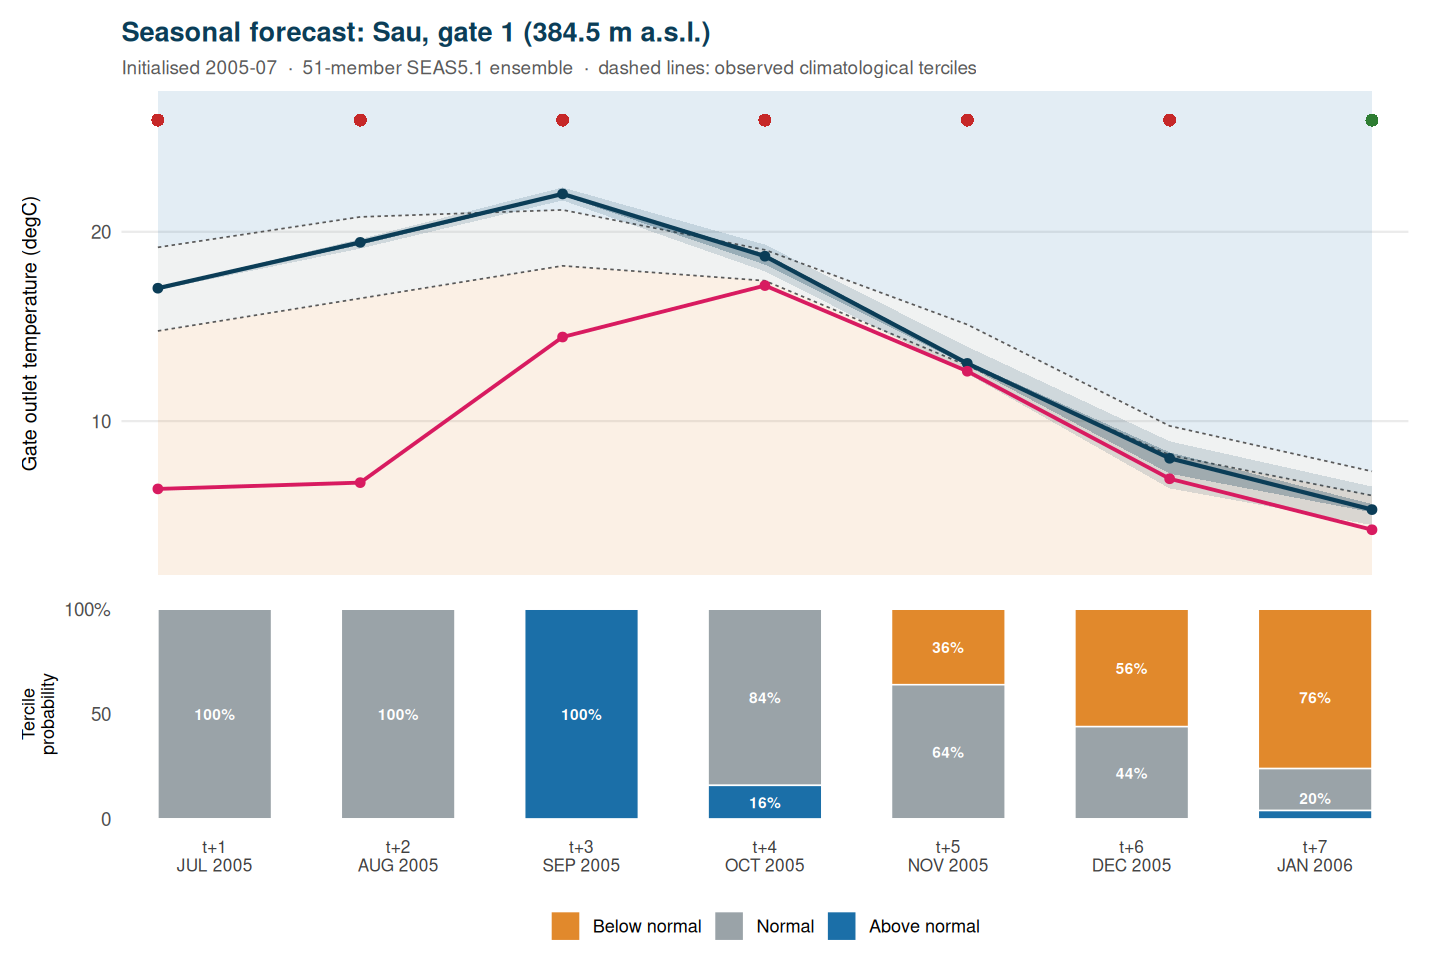 Seasonal forecast: Sau, gate 1 (384.5 m a.s.l.)
Initialised 2005-07 · 51-member SEAS5.1 ensemble · dashed lines: observed climatological terciles
Gate outlet temperature (degC)
20
10
Tercile
probability
100%
50
0
100%
100%
100%
84%
16%
36%
64%
56%
44%
76%
20%
t+1
JUL 2005
t+2
AUG 2005
t+3
SEP 2005
t+4
OCT 2005
t+5
NOV 2005
t+6
DEC 2005
t+7
JAN 2006
Below normal
Normal
Above normal